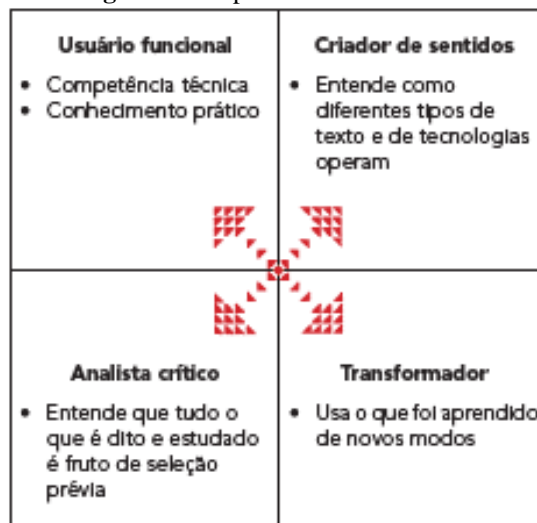 Usuário funcional
• Competência técnica
• Conhecimento prático
Criador de sentidos
• Entende como
diferentes tipos de
texto e de tecnologias
operam
Analista crítico
• Entende que tudo o
que é dito e estudado
é fruto de seleção
prévia
Transformador
• Usa o que foi aprendido
de novos modos